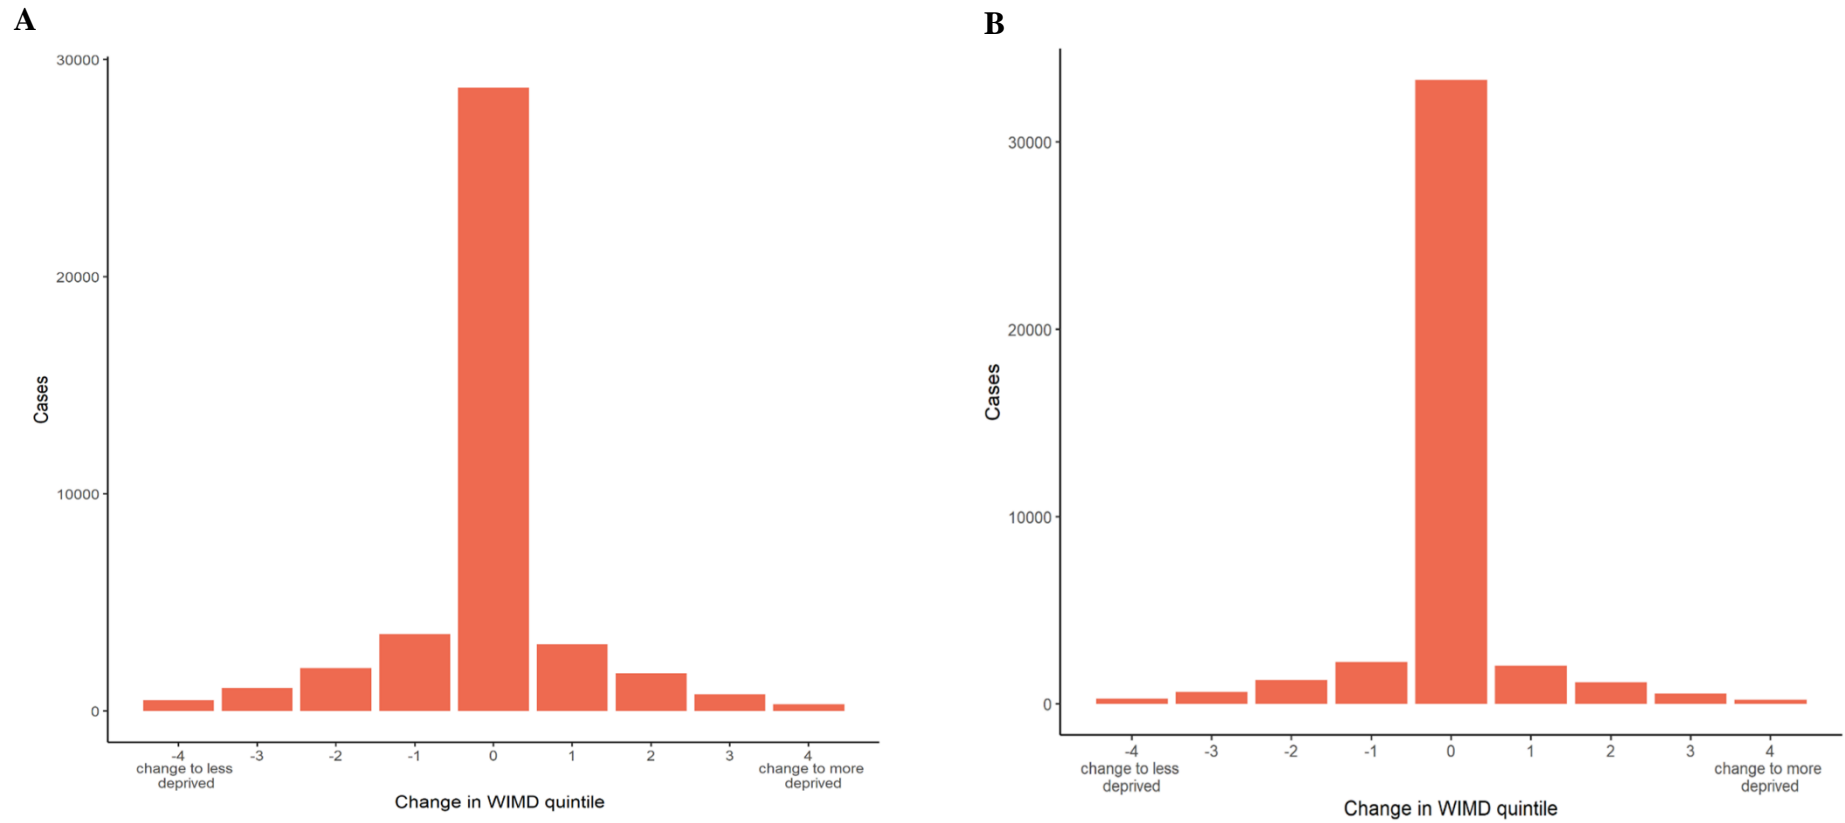 A
30000
20000
10000
0
Cases
-4
-3
-2
-1
0
1
2
3
4
change to less
deprived
change to more
deprived
Change in WIMD quintile
B
30000
20000
10000
0
Cases
-4
-3
-2
-1
0
1
2
3
4
change to less
deprived
change to more
deprived
Change in WIMD quintile